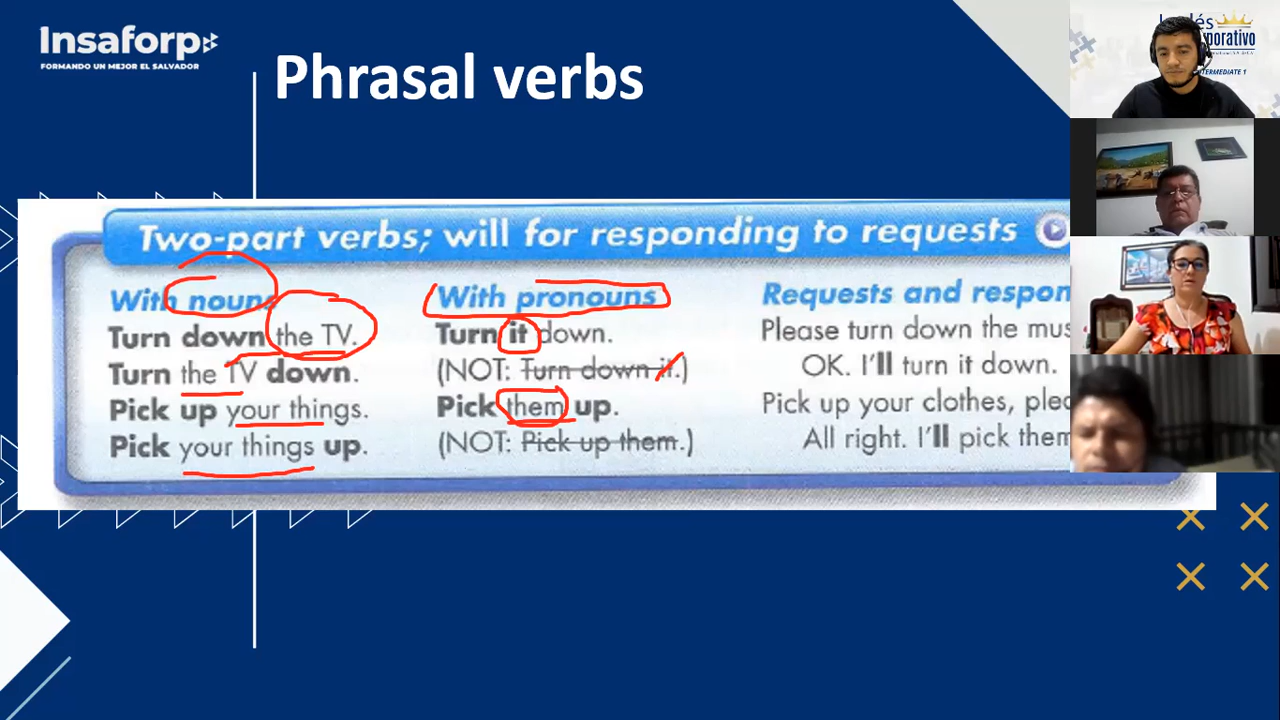 Insaforp
FORMANDO UN MEJOR EL SALVADOR
Phrasal verbs
Two-part verbs; will for responding to requests
With nouns
Turn down the TV.
Turn the TV down.
Pick up your things.
Pick your things up.
With pronouns
Turn it down.
(NOT: Turn down it.)
Pick them up.
(NOT: Pick up them.)
Requests and respon
Please turn down the mus
OK. I'll turn it down.
Pick up your clothes, plea
All right. I'll pick them
NTERMEDIATE 1